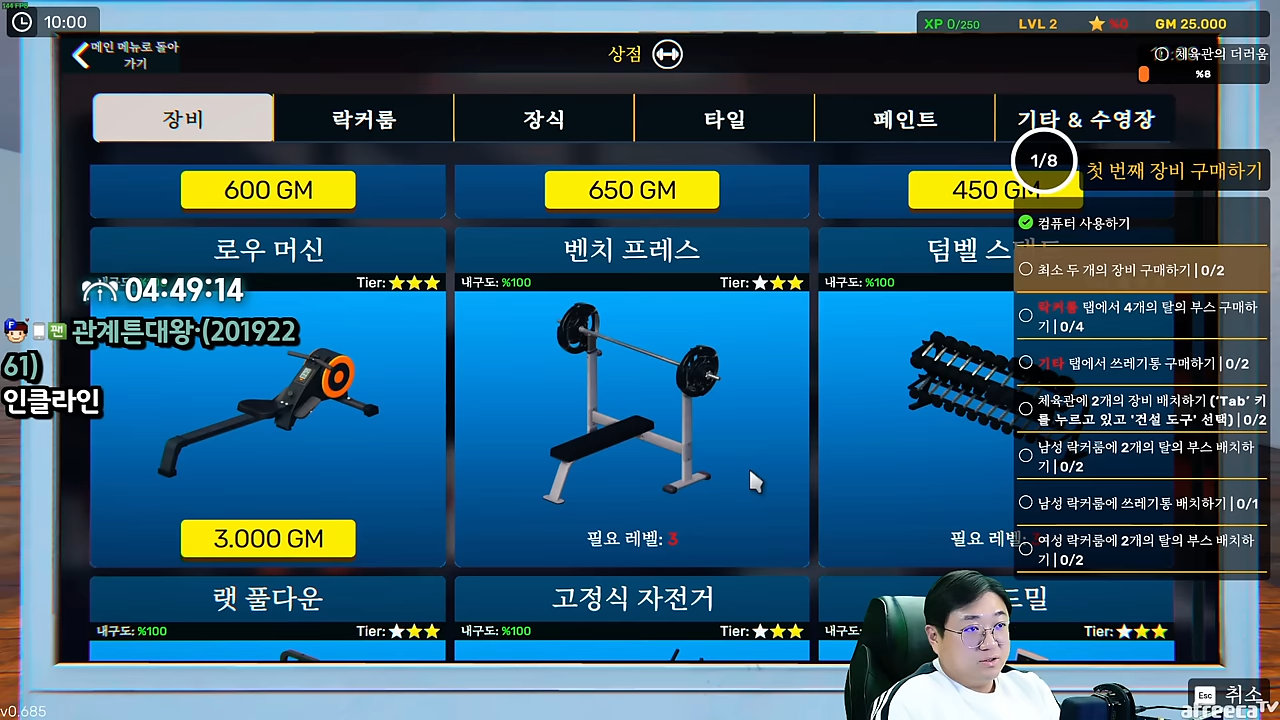 144 FPS
10:00
XP 0/250
LVL 2
%0
GM 25.000
메인 메뉴로 돌아
가기
상점
체육관의 더러움
%8
장비
락커룸
장식
타일
페인트
기타 & 수영장
1/8
첫 번째 장비 구매하기
600 GM
650 GM
450 GM
컴퓨터 사용하기
로우 머신
벤치 프레스
덤벨 스탠드
Tier:
내구도: %100
Tier:
내구도: %100
최소 두 개의 장비 구매하기 | 0/2
락커룸 탭에서 4개의 탈의 부스 구매하
기 | 0/4
기타 탭에서 쓰레기통 구매하기 | 0/2
체육관에 2개의 장비 배치하기 ('Tab' 키
를 누르고 있고 '건설 도구' 선택) | 0/2
남성 락커룸에 2개의 탈의 부스 배치하
기 | 0/2
남성 락커룸에 쓰레기통 배치하기 | 0/1
여성 락커룸에 2개의 탈의 부스 배치하
기 | 0/2
04:49:14
F
팬
관계튼대왕·(201922
61)
인클라인
3.000 GM
필요 레벨: 3
필요 레벨:
랫 풀다운
고정식 자전거
드밀
내구도: %100
Tier:
내구도: %100
Tier:
내구도:
Tier:
v0.685
Esc
취소
afreecaTV